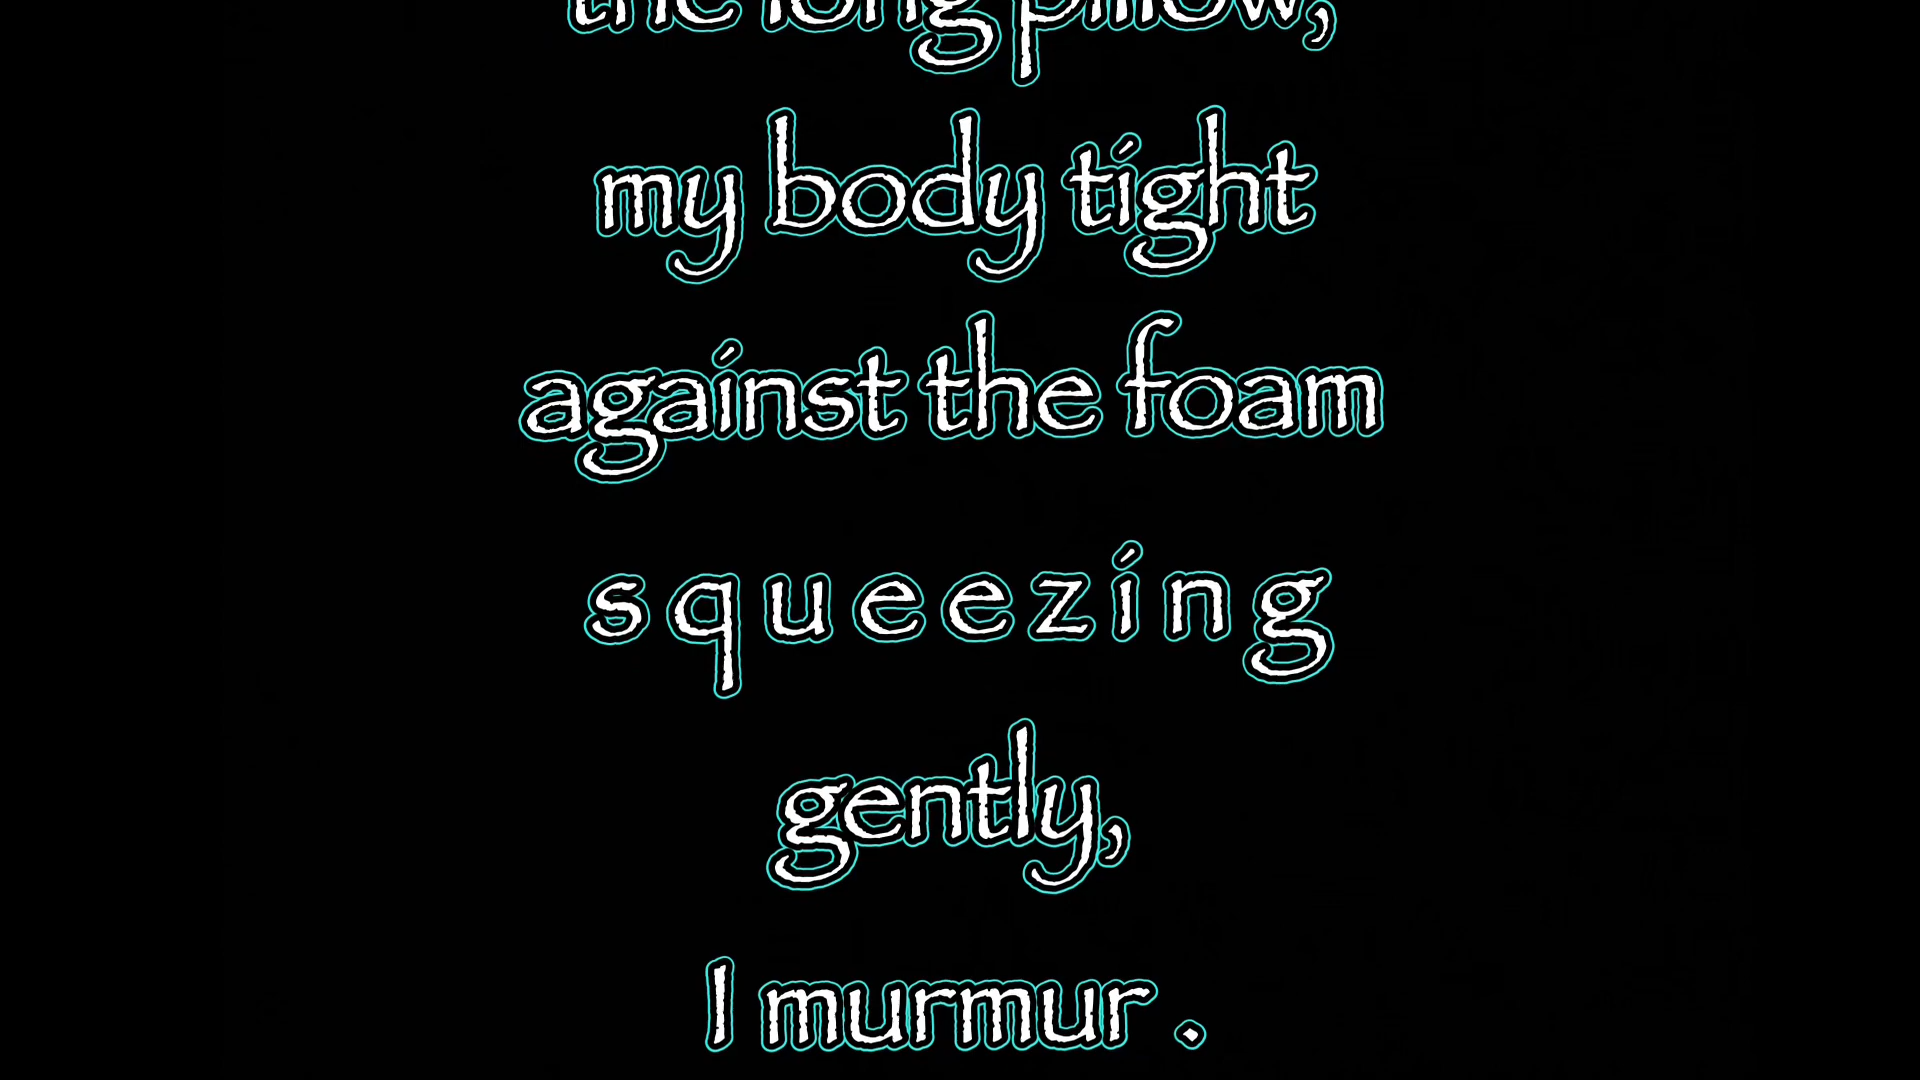 the long pillow,
my body tight
against the foam
s q u e e z i n g
gently,
I murmur .